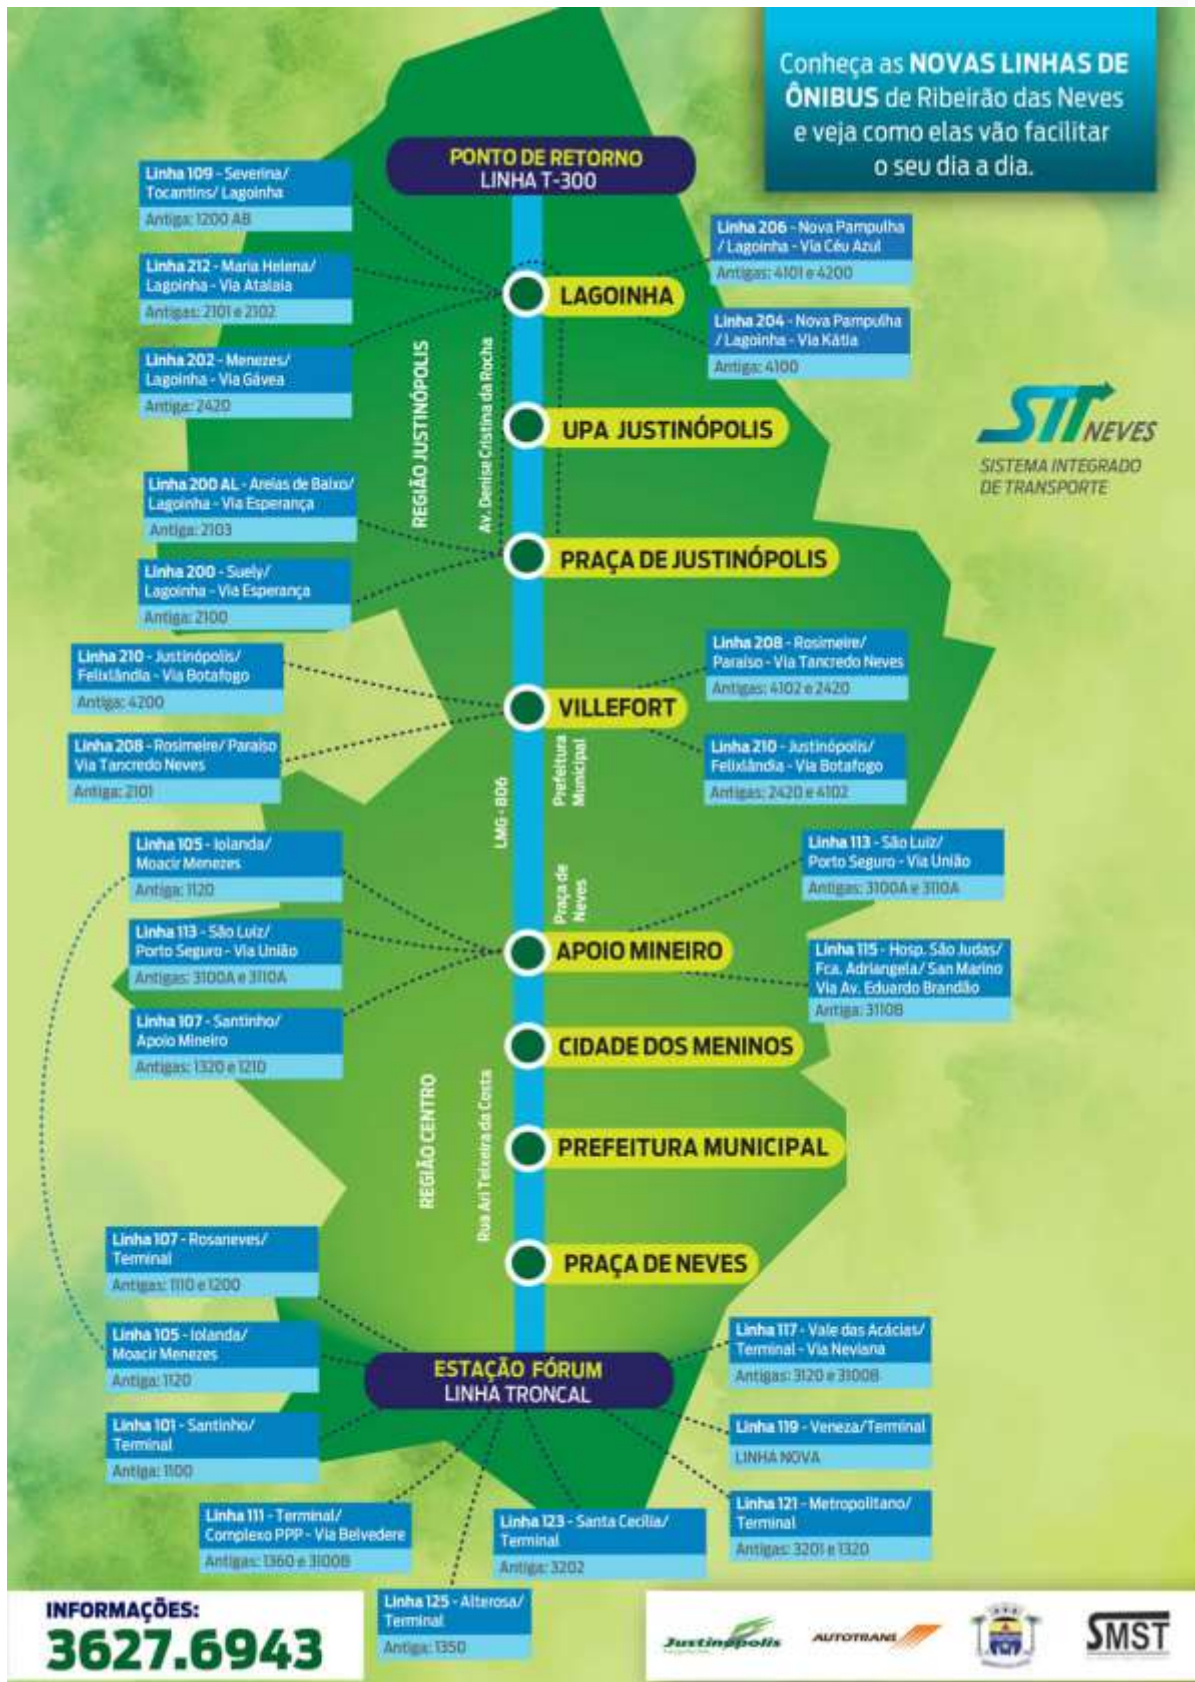 Conheça as NOVAS LINHAS DE
ÔNIBUS de Ribeirão das Neves
e veja como elas vão facilitar
o seu dia a dia.
PONTO DE RETORNO
LINHA T-300
Linha 109 - Severina/
Tocantins/ Lagoinha
Antiga: 1200 AB
Linha 212 - Maria Helena/
Lagoinha - Via Atalaia
Antigas: 2101 e 2102
Linha 202 - Menezes/
Lagoinha - Via Gávea
Antiga: 2420
Linha 206 - Nova Pampulha
/ Lagoinha - Via Céu Azul
Antigas: 4101 e 4200
Linha 204 - Nova Pampulha
/ Lagoinha - Via Kátia
Antiga: 4100
LAGOINHA
REGIÃO JUSTINÓPOLIS
Av. Denise Cristina da Rocha
UPA JUSTINÓPOLIS
SIT NEVES
SISTEMA INTEGRADO
DE TRANSPORTE
Linha 200 AL - Areias de Baixo/
Lagoinha - Via Esperança
Antiga: 2103
Linha 200 - Suely/
Lagoinha - Via Esperança
Antiga: 2100
PRAÇA DE JUSTINÓPOLIS
Linha 210 - Justinópolis/
Felixlândia - Via Botafogo
Antiga: 4200
Linha 208 - Rosimeire/ Paraíso
Via Tancredo Neves
Antiga: 2101
VILLEFORT
Linha 208 - Rosimeire/
Paraíso - Via Tancredo Neves
Antigas: 4102 e 2420
Linha 210 - Justinópolis/
Felixlândia - Via Botafogo
Antigas: 2420 e 4102
LMG - 806
Prefeitura
Municipal
Praça de
Neves
Linha 105 - Iolanda/
Moacir Menezes
Antiga: 1120
Linha 113 - São Luiz/
Porto Seguro - Via União
Antigas: 3100A e 3110A
Linha 107 - Santinho/
Apoio Mineiro
Antigas: 1320 e 1210
APOIO MINEIRO
Linha 113 - São Luiz/
Porto Seguro - Via União
Antigas: 3100A e 3110A
Linha 115 - Hosp. São Judas/
Fca. Adriangela/ San Marino
Via Av. Eduardo Brandão
Antiga: 3110B
CIDADE DOS MENINOS
REGIÃO CENTRO
Rua Ari Teixeira da Costa
PREFEITURA MUNICIPAL
PRAÇA DE NEVES
Linha 107 - Rosaneves/
Terminal
Antigas: 1110 e 1200
Linha 105 - Iolanda/
Moacir Menezes
Antiga: 1120
Linha 101 - Santinho/
Terminal
Antiga: 1100
ESTAÇÃO FÓRUM
LINHA TRONCAL
Linha 117 - Vale das Acácias/
Terminal - Via Neviana
Antigas: 3120 e 3100B
Linha 119 - Veneza/Terminal
LINHA NOVA
Linha 121 - Metropolitano/
Terminal
Antigas: 3201 e 1320
Linha 111 - Terminal/
Complexo PPP - Via Belvedere
Antigas: 1360 e 3100B
Linha 123 - Santa Cecília/
Terminal
Antiga: 3202
Linha 125 - Alterosa/
Terminal
Antiga: 1350
INFORMAÇÕES:
3627.6943
Justinópolis
AUTOTRANS
SMST